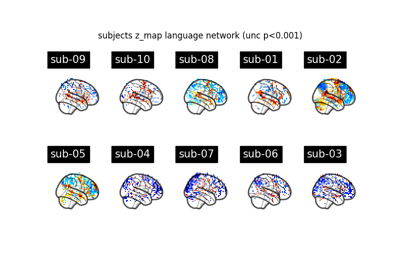 subjects z_map language network (unc p<0.001)
sub-09 sub-10 sub-08 sub-01 sub-02
sub-05 sub-04 sub-07 sub-06 sub-03